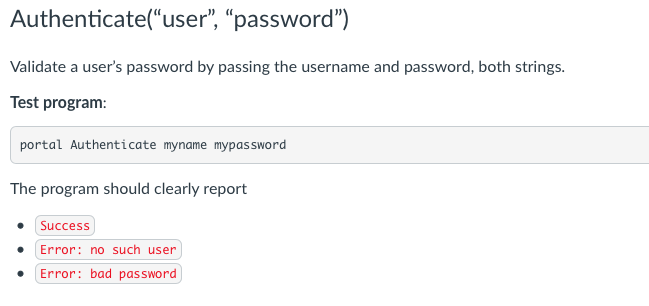 Authenticate(“user”, “password”)
Validate a user’s password by passing the username and password, both strings.
Test program:
portal Authenticate myname mypassword
The program should clearly report
• Success
• Error: no such user
• Error: bad password